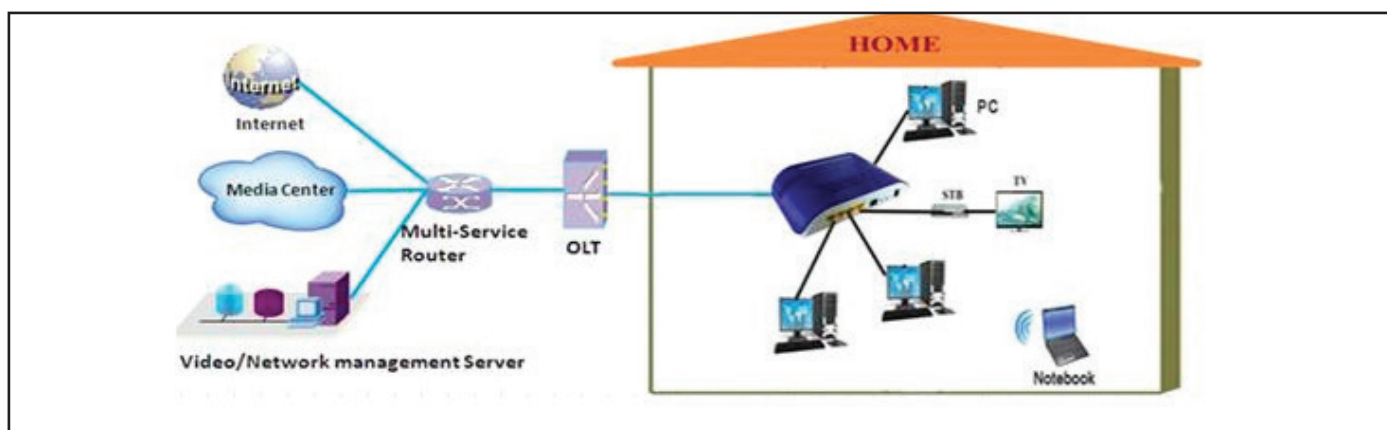 HOME
Internet
Internet
Media Center
Multi-Service
Router
OLT
Video/Network management Server
PC
STB
TV
Notebook